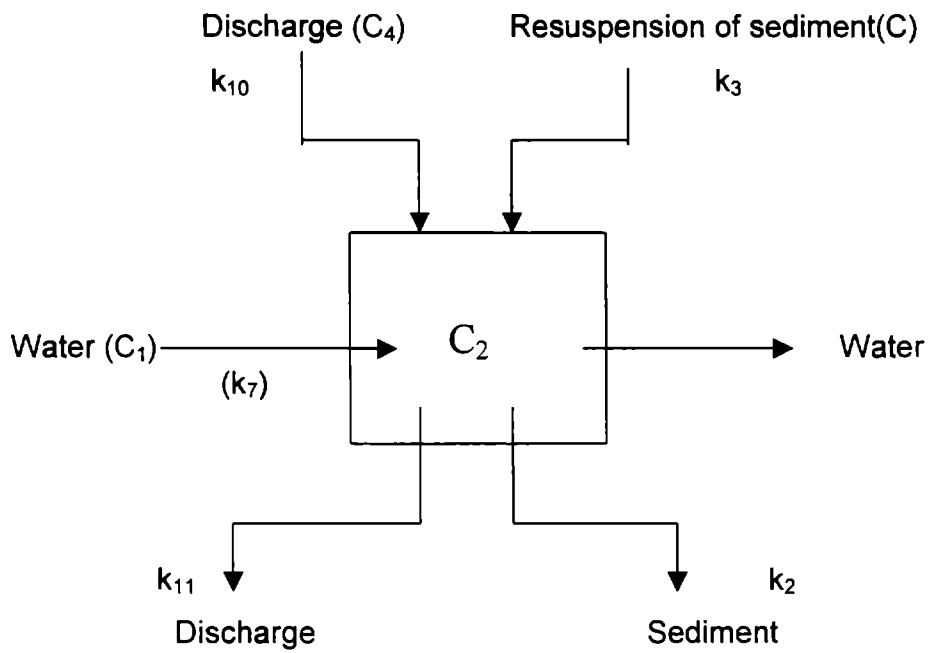 Discharge (C₄) Resuspension of sediment(C)
k₁₀ k₃
Water (C₁) C₂ Water
(k₇)
k₁₁ k₂
Discharge Sediment